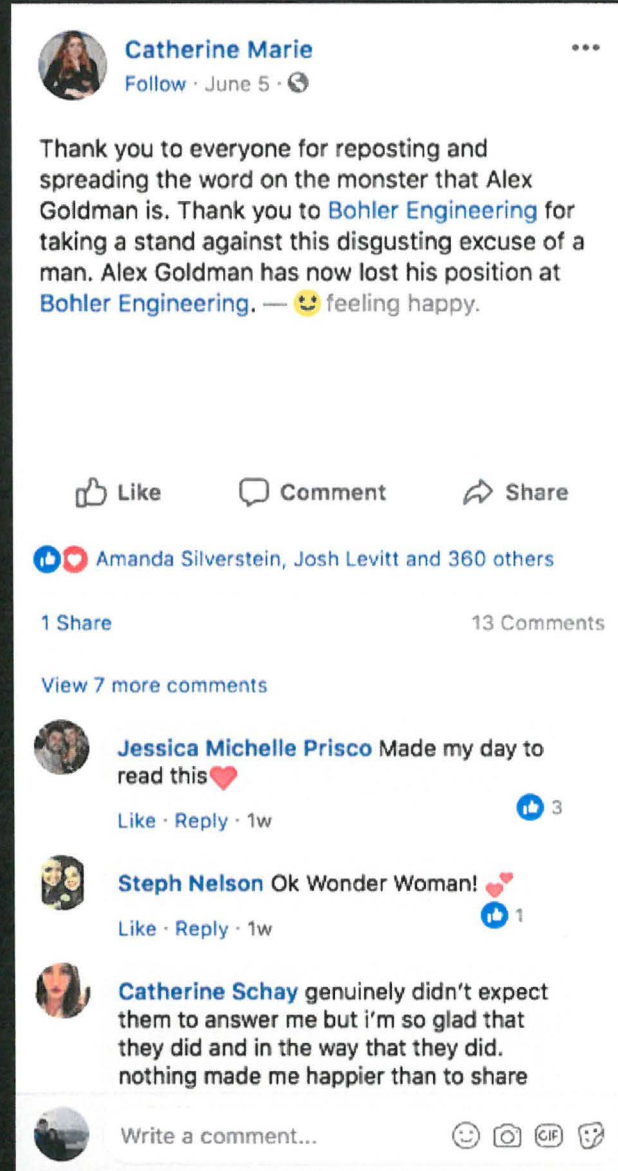 Catherine Marie
Follow · June 5 ·
Thank you to everyone for reposting and
spreading the word on the monster that Alex
Goldman is. Thank you to Bohler Engineering for
taking a stand against this disgusting excuse of a
man. Alex Goldman has now lost his position at
Bohler Engineering. — feeling happy.
Like Comment Share
Amanda Silverstein, Josh Levitt and 360 others
1 Share 13 Comments
View 7 more comments
Jessica Michelle Prisco Made my day to
read this
Like · Reply · 1w 3
Steph Nelson Ok Wonder Woman!
Like · Reply · 1w 1
Catherine Schay genuinely didn't expect
them to answer me but i'm so glad that
they did and in the way that they did.
nothing made me happier than to share
Write a comment... GIF